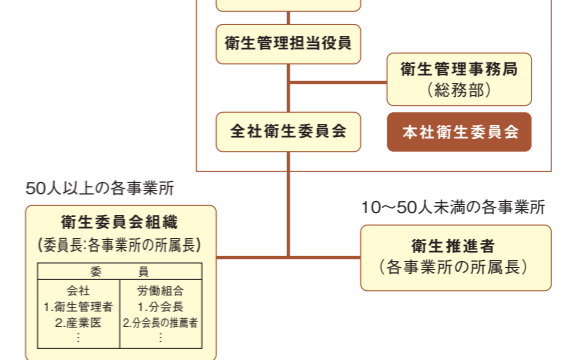 衛生管理担当役員
衛生管理事務局
（総務部）
全社衛生委員会
本社衛生委員会
50人以上の各事業所
衛生委員会組織
(委員長:各事業所の所属長)
委　員
会社
1.衛生管理者
2.産業医
⋮
労働組合
1.分会長
2.分会長の推薦者
⋮
10〜50人未満の各事業所
衛生推進者
（各事業所の所属長）